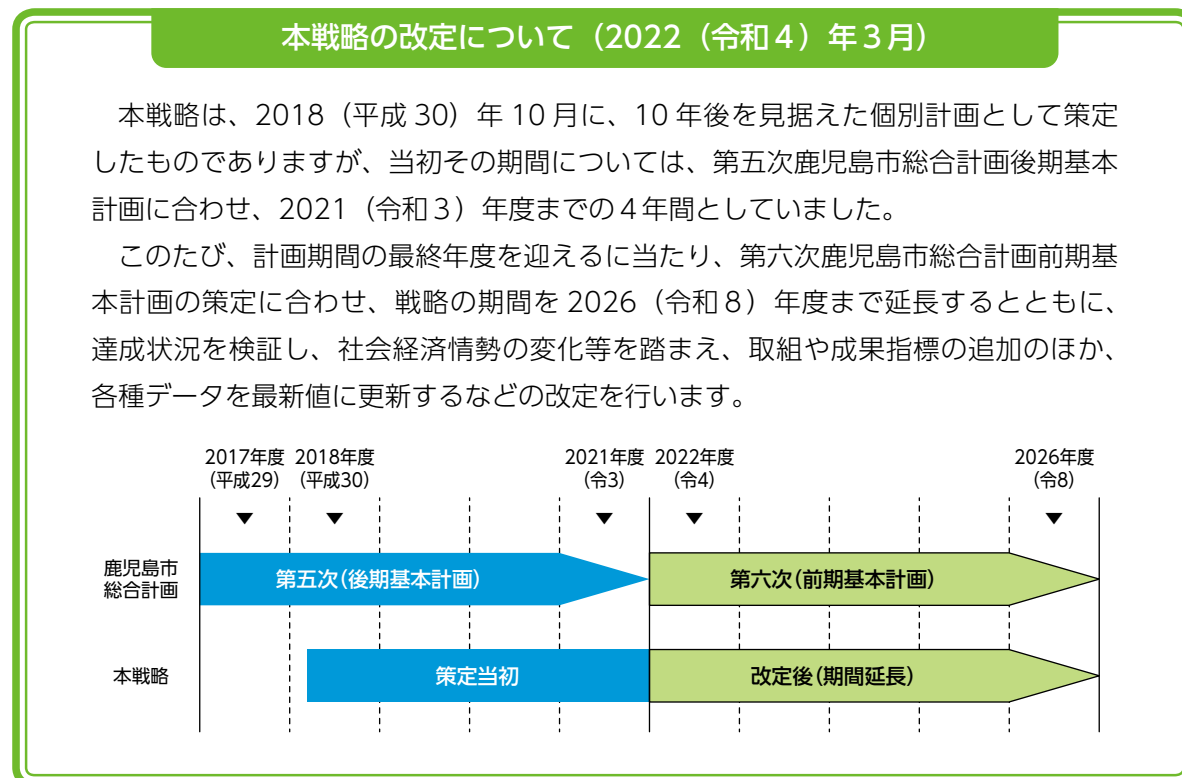 本戦略の改定について（2022（令和４）年３月）
本戦略は、2018（平成 30）年 10 月に、10 年後を見据えた個別計画として策定
したものでありますが、当初その期間については、第五次鹿児島市総合計画後期基本
計画に合わせ、2021（令和３）年度までの４年間としていました。
このたび、計画期間の最終年度を迎えるに当たり、第六次鹿児島市総合計画前期基
本計画の策定に合わせ、戦略の期間を 2026（令和８）年度まで延長するとともに、
達成状況を検証し、社会経済情勢の変化等を踏まえ、取組や成果指標の追加のほか、
各種データを最新値に更新するなどの改定を行います。
2017年度 2018年度 2021年度 2022年度 2026年度
(平成29) (平成30) (令3) (令4) (令8)
鹿児島市
総合計画
第五次(後期基本計画) 第六次(前期基本計画)
本戦略 策定当初 改定後(期間延長)